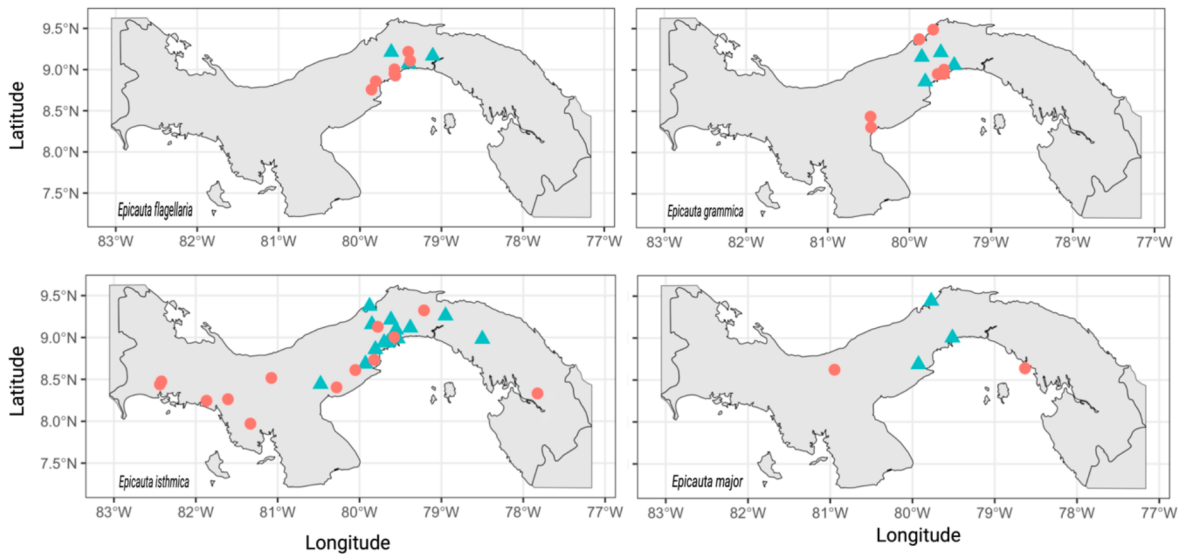 Latitude
9.5°N
9.0°N
8.5°N
8.0°N
7.5°N
Epicauta flagellaria
83°W 82°W 81°W 80°W 79°W 78°W 77°W
Epicauta grammica
83°W 82°W 81°W 80°W 79°W 78°W 77°W
Latitude
9.5°N
9.0°N
8.5°N
8.0°N
7.5°N
Epicauta isthmica
83°W 82°W 81°W 80°W 79°W 78°W 77°W
Longitude
Epicauta major
83°W 82°W 81°W 80°W 79°W 78°W 77°W
Longitude